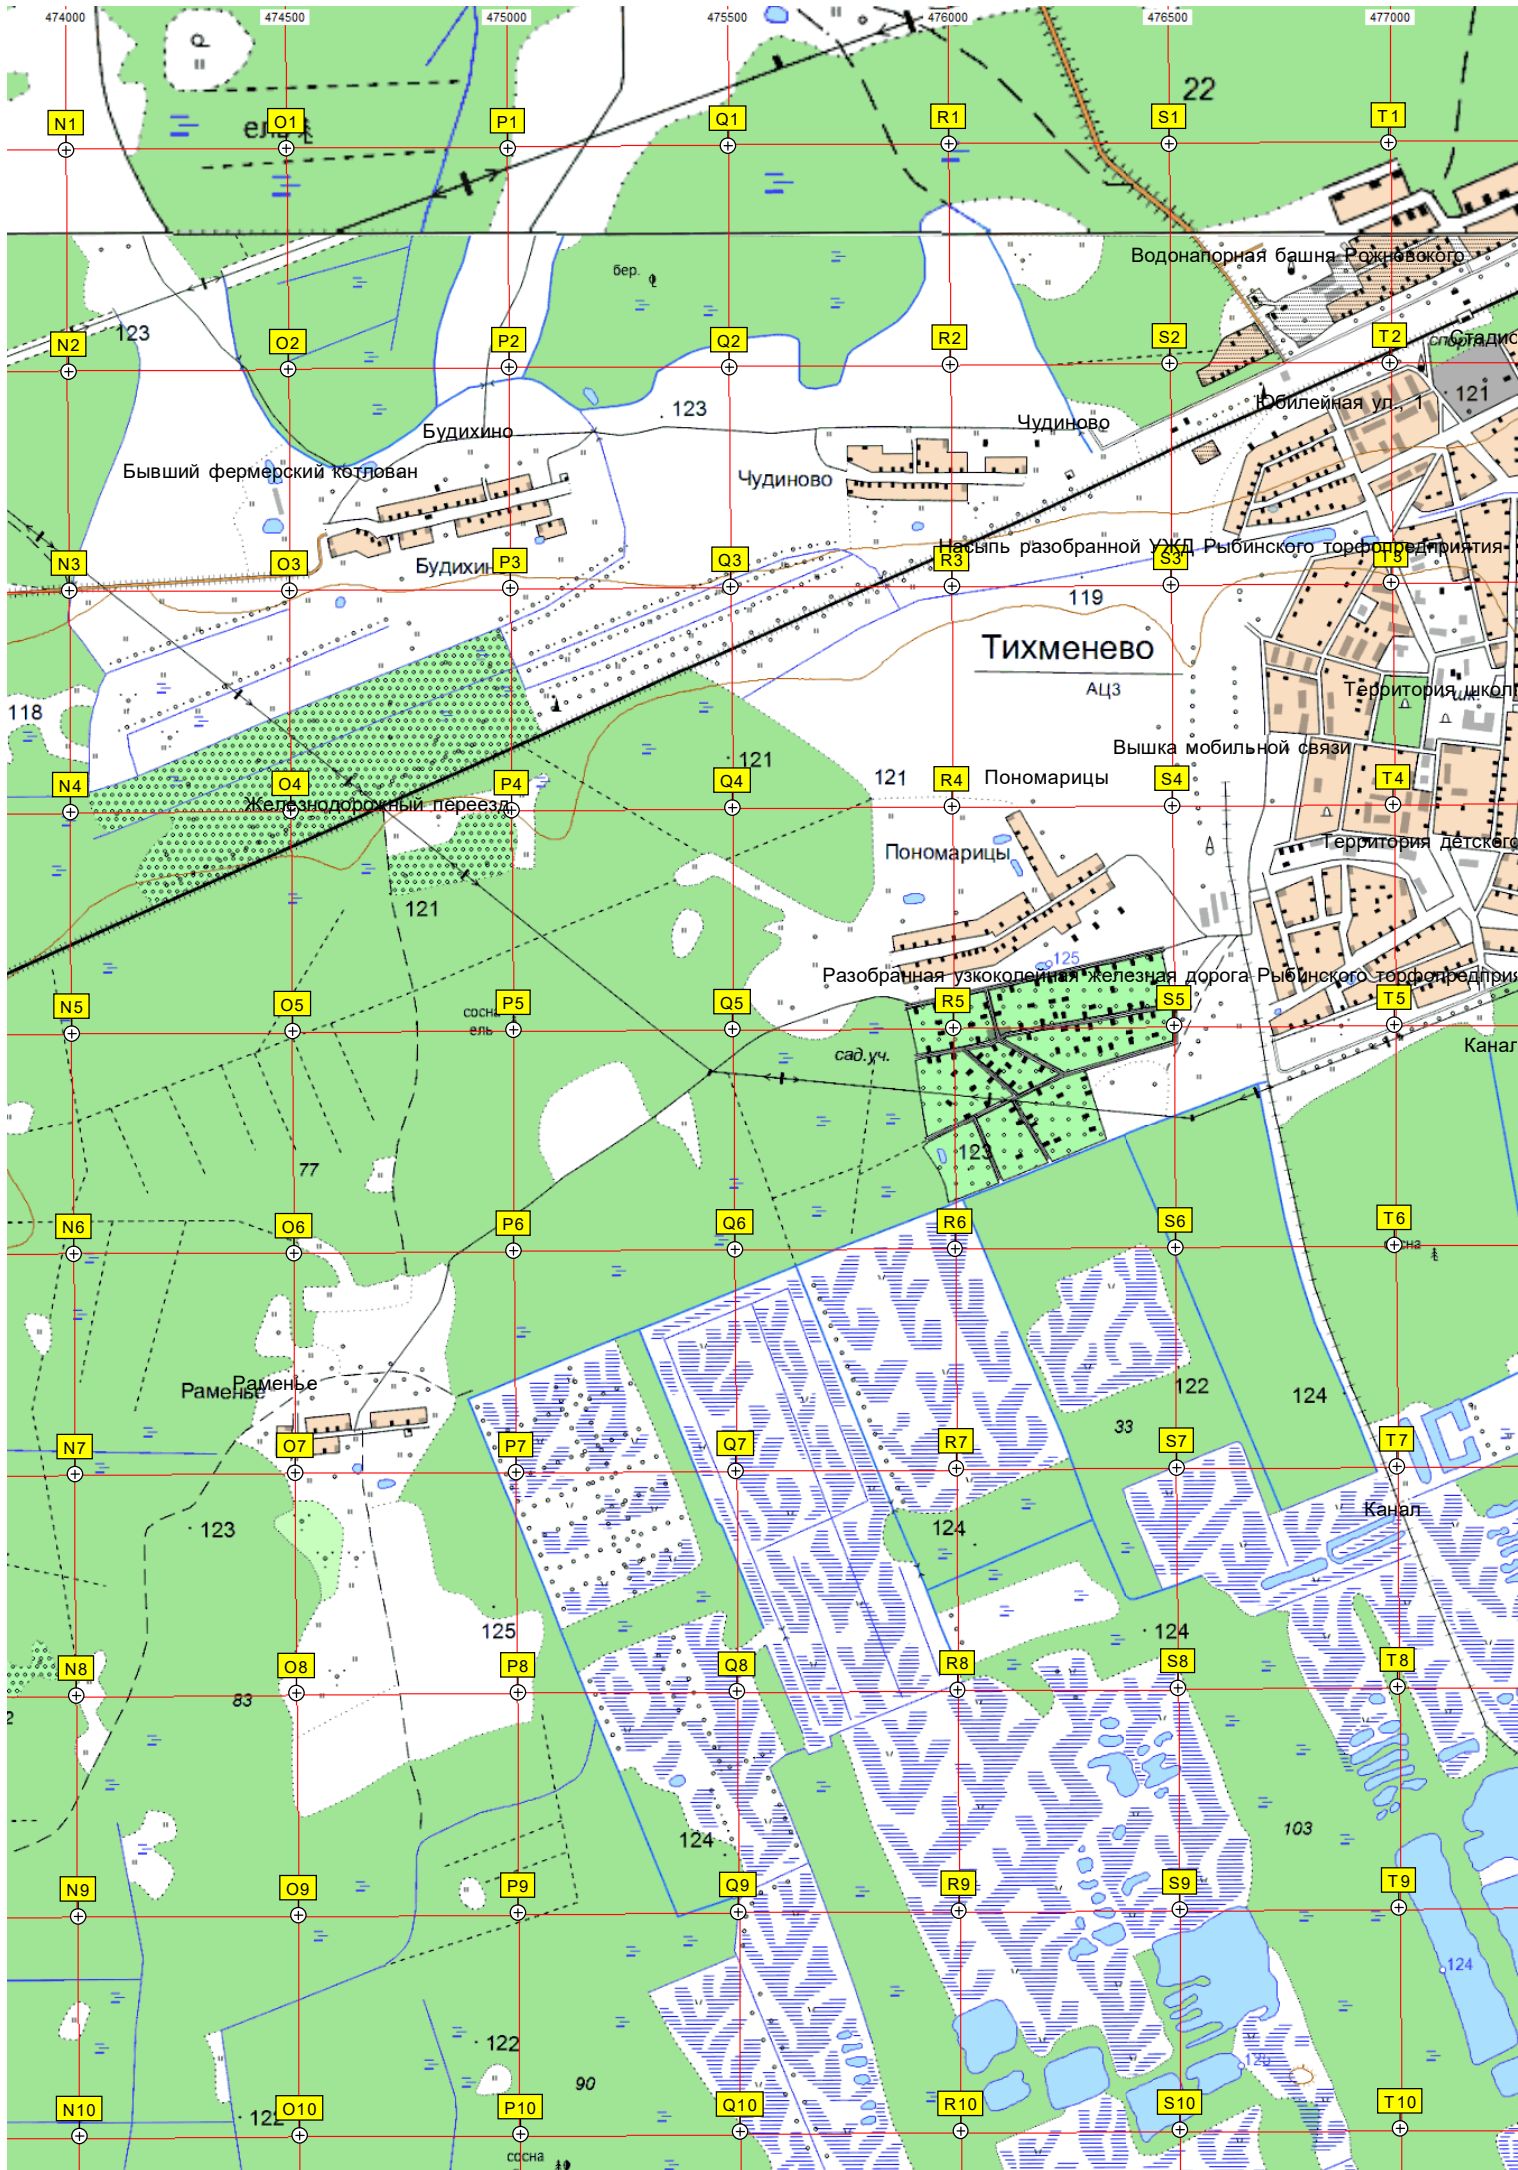 474000 474500 475000 475500 476000 476500 477000
р
22
ель
N1 O1 P1 Q1 R1 S1 T1
Водонапорная башня Рожновского
бер.
123
N2 O2 P2 Q2 R2 S2 T2
121
Юбилейная ул., 1
123
Чудиново
Будихино
Бывший фермерский котлован
Чудиново
Насыпь разобранной УЖД Рыбинского торфопредприятия
N3 O3 P3 Q3 R3 S3 T3
119
Тихменево
АЦЗ
118
Вышка мобильной связи
121
121
Пономарицы
N4 O4 P4 Q4 R4 S4 T4
Железнодорожный переезд
Пономарицы
121
125
Разобранная узкоколейная железная дорога Рыбинского
N5 O5 P5 Q5 R5 S5 T5
сосна
ель
сад.уч.
Канал
123
77
N6 O6 P6 Q6 R6 S6 T6
Раменье
Раменье
122
124
33
N7 O7 P7 Q7 R7 S7 T7
Канал
123
124
125
124
N8 O8 P8 Q8 R8 S8 T8
83
103
124
N9 O9 P9 Q9 R9 S9 T9
124
122
90
N10 O10 P10 Q10 R10 S10 T10
122
сосна